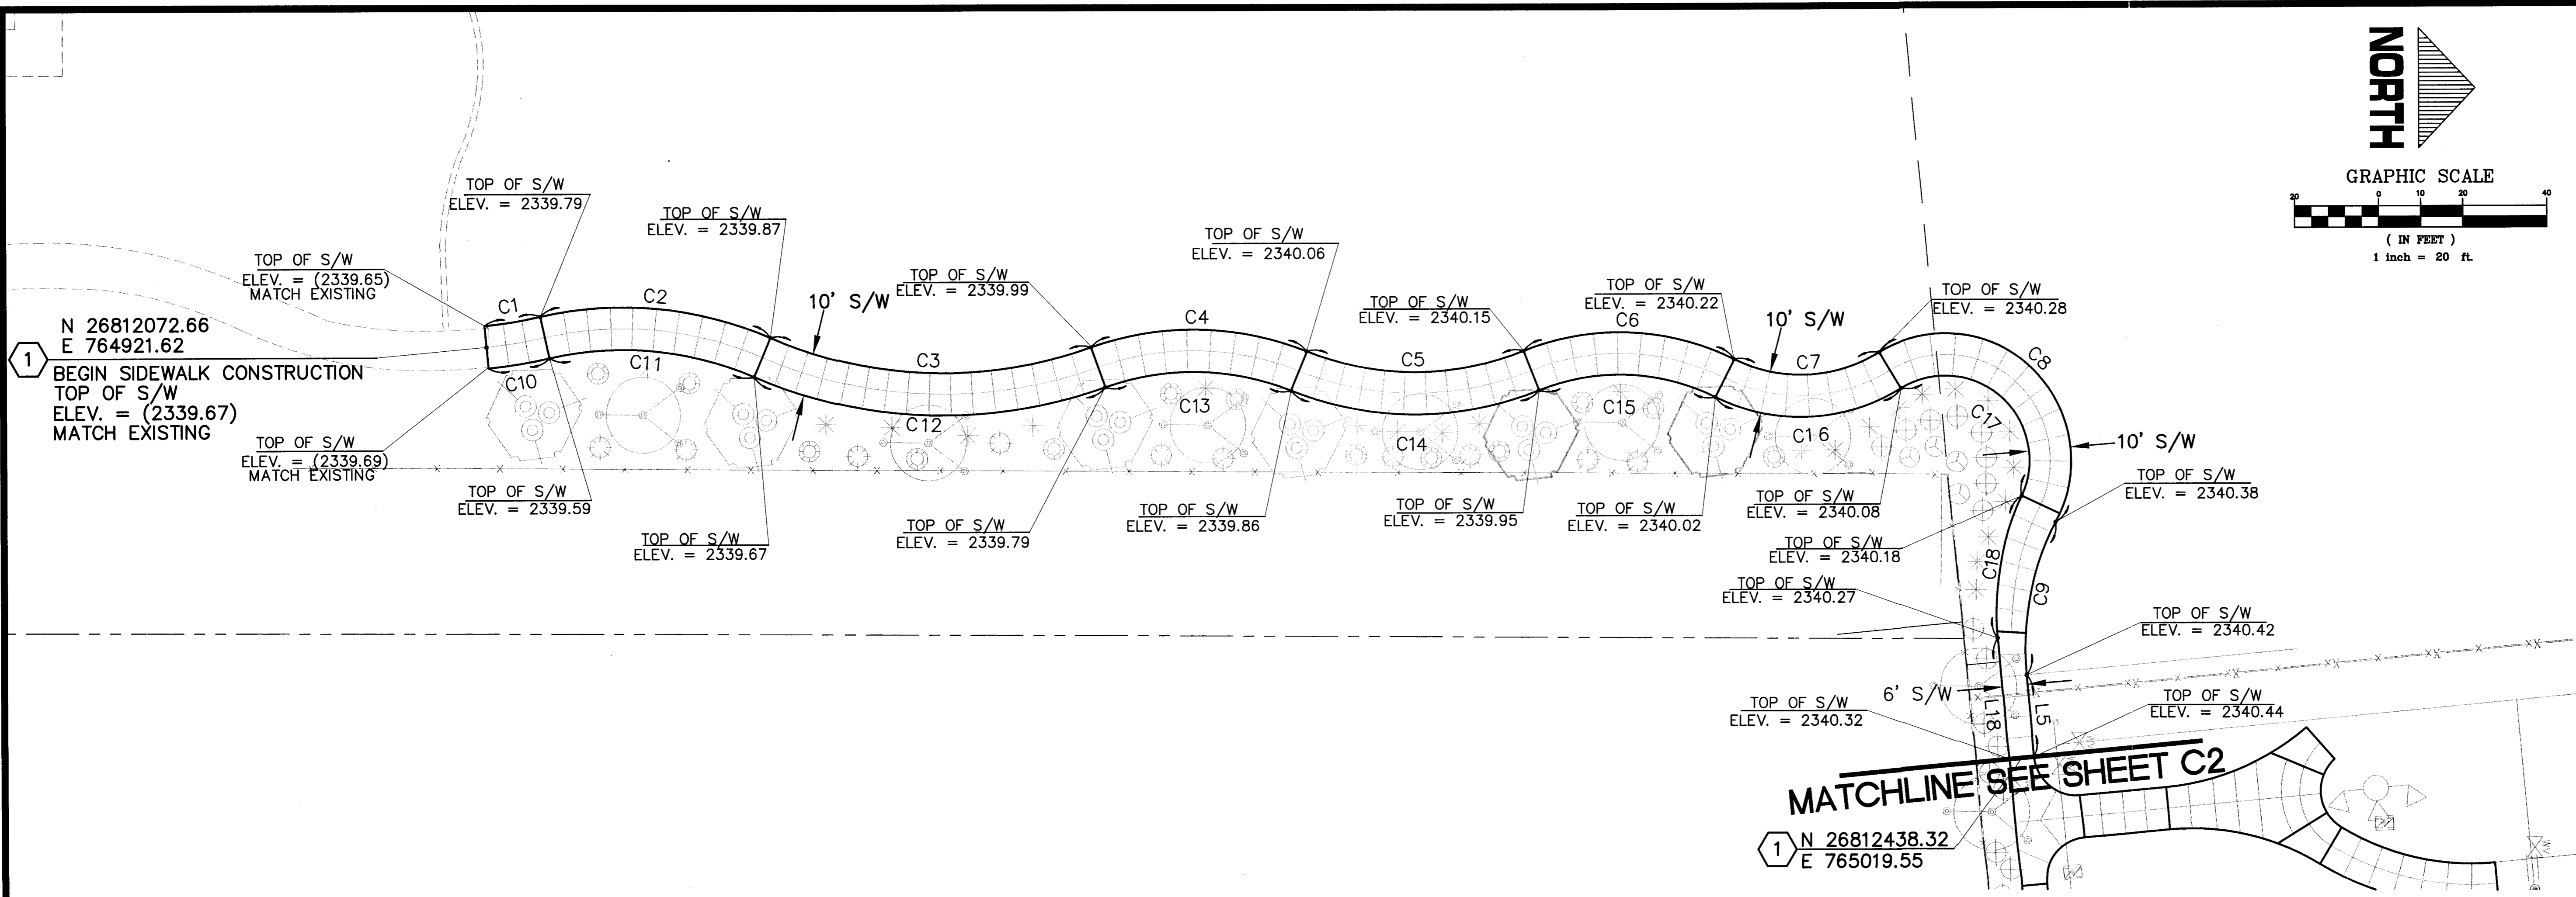 NORTH
GRAPHIC SCALE
20 0 10 20 40
( IN FEET )
1 inch = 20 ft.
TOP OF S/W
ELEV. = 2339.79
TOP OF S/W
ELEV. = 2339.87
TOP OF S/W
ELEV. = (2339.65)
MATCH EXISTING
TOP OF S/W
ELEV. = 2339.99
TOP OF S/W
ELEV. = 2340.06
TOP OF S/W
ELEV. = 2340.15
TOP OF S/W
ELEV. = 2340.22
TOP OF S/W
ELEV. = 2340.28
C1
C2
10' S/W
C3
C4
C5
C6
10' S/W
C7
C8
1
N 26812072.66
E 764921.62
BEGIN SIDEWALK CONSTRUCTION
TOP OF S/W
ELEV. = (2339.67)
MATCH EXISTING
C10
C11
C12
C13
C14
C15
C16
C17
10' S/W
TOP OF S/W
ELEV. = (2339.69)
MATCH EXISTING
TOP OF S/W
ELEV. = 2339.59
TOP OF S/W
ELEV. = 2339.67
TOP OF S/W
ELEV. = 2339.79
TOP OF S/W
ELEV. = 2339.86
TOP OF S/W
ELEV. = 2339.95
TOP OF S/W
ELEV. = 2340.02
TOP OF S/W
ELEV. = 2340.08
TOP OF S/W
ELEV. = 2340.38
TOP OF S/W
ELEV. = 2340.18
C18
C9
TOP OF S/W
ELEV. = 2340.27
TOP OF S/W
ELEV. = 2340.42
6' S/W
L18
L5
TOP OF S/W
ELEV. = 2340.32
TOP OF S/W
ELEV. = 2340.44
MATCHLINE SEE SHEET C2
1
N 26812438.32
E 765019.55
WV